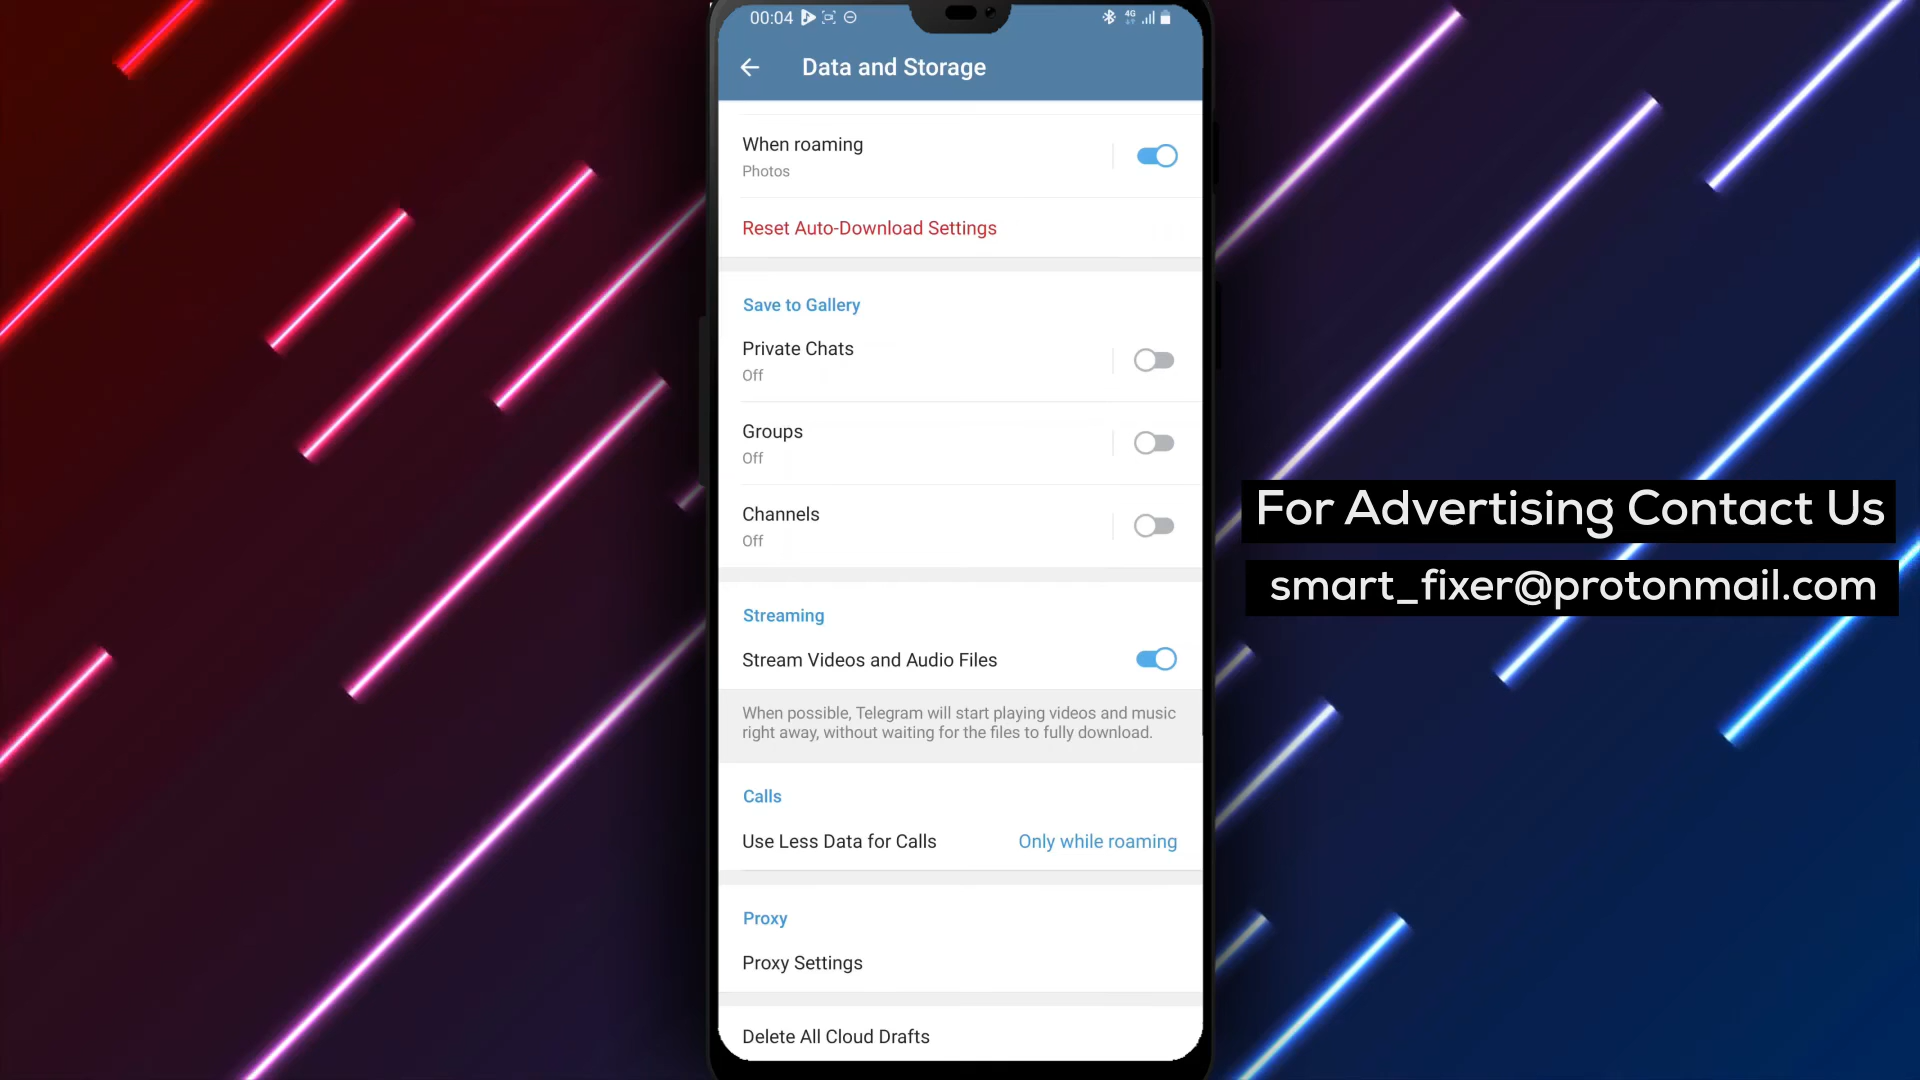 00:04
4G
Data and Storage
When roaming
Photos
Reset Auto-Download Settings
Save to Gallery
Private Chats
Off
Groups
Off
Channels
Off
Streaming
Stream Videos and Audio Files
When possible, Telegram will start playing videos and music
right away, without waiting for the files to fully download.
Calls
Use Less Data for Calls
Only while roaming
Proxy
Proxy Settings
Delete All Cloud Drafts
For Advertising Contact Us
smart_fixer@protonmail.com